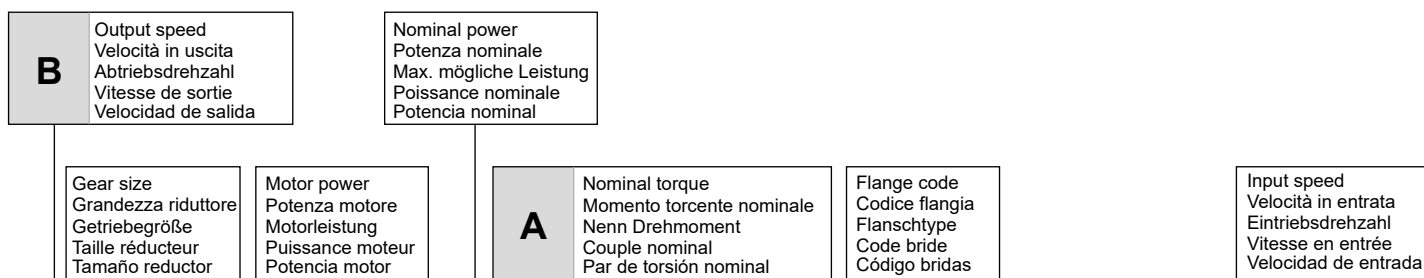 B
Output speed
Velocità in uscita
Abtriebsdrehzahl
Vitesse de sortie
Velocidad de salida
Nominal power
Potenza nominale
Max. mögliche Leistung
Poissance nominale
Potencia nominal
Gear size
Grandezza riduttore
Getriebegröße
Taille réducteur
Tamaño reductor
Motor power
Potenza motore
Motorleistung
Puissance moteur
Potencia motor
A
Nominal torque
Momento torcente nominale
Nenn Drehmoment
Couple nominal
Par de torsión nominal
Flange code
Codice flangia
Flanschtype
Code bride
Código bridas
Input speed
Velocità in entrata
Eintriebsdrehzahl
Vitesse en entrée
Velocidad de entrada